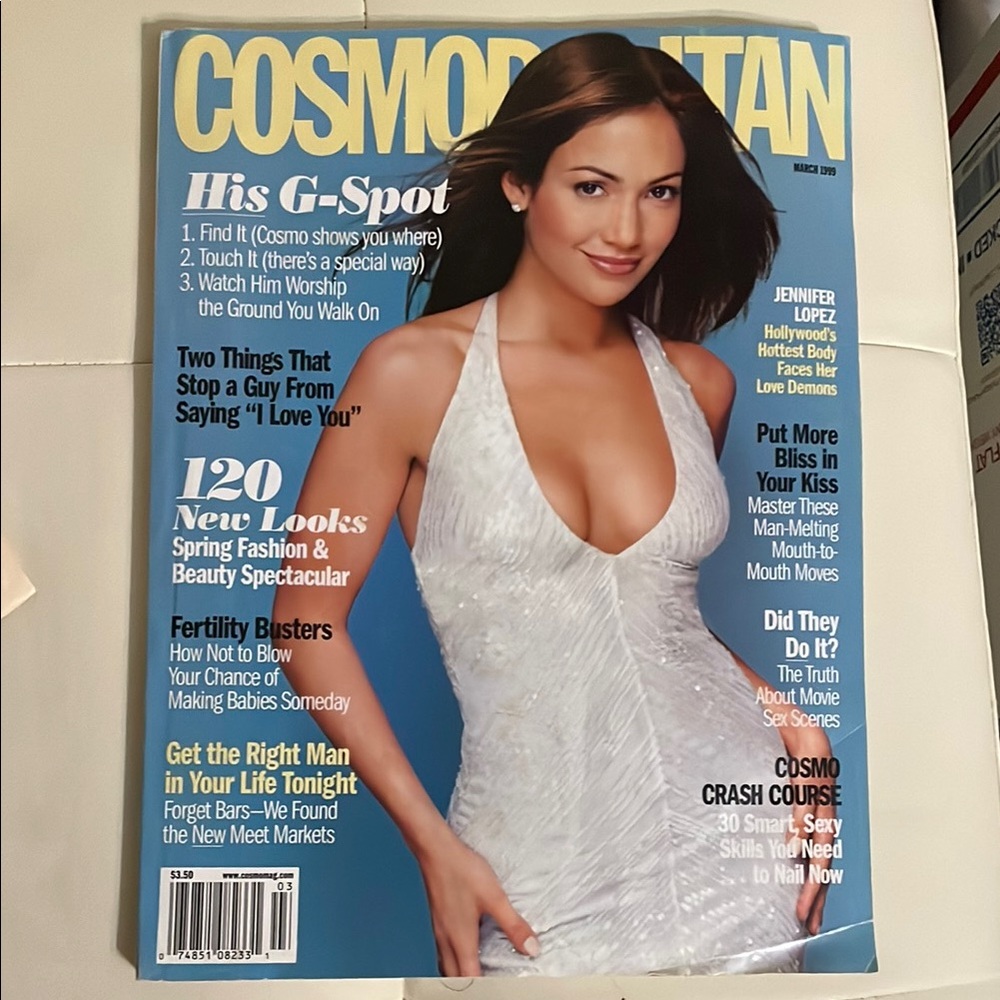 COSMOPOLITAN
MARCH 1999
His G-Spot
1. Find It (Cosmo shows you where)
2. Touch It (there's a special way)
3. Watch Him Worship
the Ground You Walk On
Two Things That
Stop a Guy From
Saying "I Love You"
120
New Looks
Spring Fashion &
Beauty Spectacular
Fertility Busters
How Not to Blow
Your Chance of
Making Babies Someday
Get the Right Man
in Your Life Tonight
Forget Bars—We Found
the New Meet Markets
$3.50 www.cosmomag.com
03
0 74851 08233 1
JENNIFER
LOPEZ
Hollywood's
Hottest Body
Faces Her
Love Demons
Put More
Bliss in
Your Kiss
Master These
Man-Melting
Mouth-to-
Mouth Moves
Did They
Do It?
The Truth
About Movie
Sex Scenes
COSMO
CRASH COURSE
30 Smart, Sexy
Skills You Need
to Nail Now